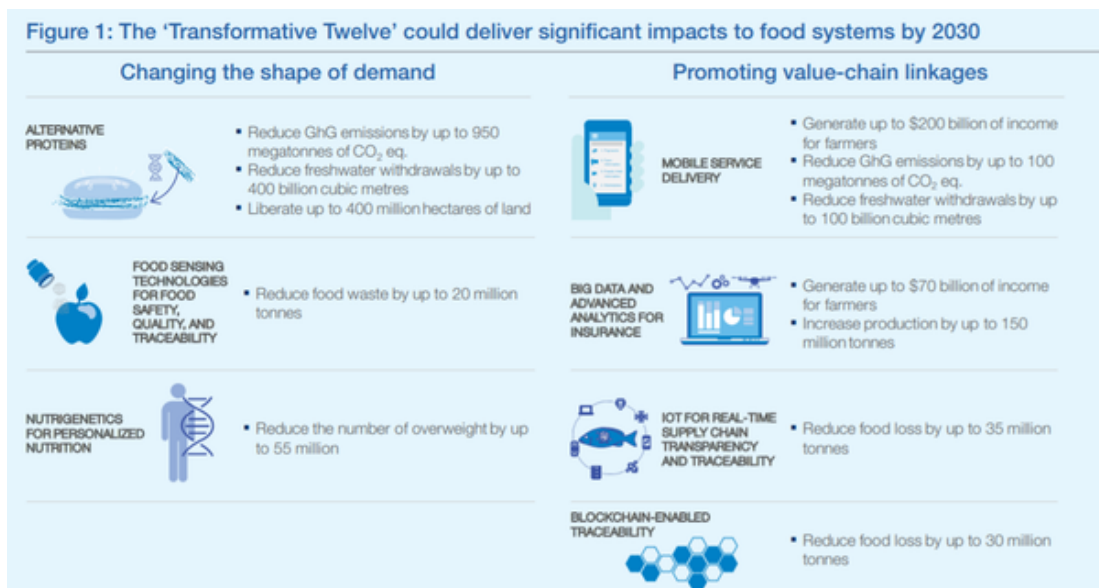 Figure 1: The ‘Transformative Twelve’ could deliver significant impacts to food systems by 2030
Changing the shape of demand
ALTERNATIVE
PROTEINS
▪ Reduce GhG emissions by up to 950
megatonnes of CO₂ eq.
▪ Reduce freshwater withdrawals by up to
400 billion cubic metres
▪ Liberate up to 400 million hectares of land
FOOD SENSING
TECHNOLOGIES
FOR FOOD
SAFETY,
QUALITY, AND
TRACEABILITY
▪ Reduce food waste by up to 20 million
tonnes
NUTRIGENETICS
FOR PERSONALIZED
NUTRITION
▪ Reduce the number of overweight by up
to 55 million
Promoting value-chain linkages
MOBILE SERVICE
DELIVERY
▪ Generate up to $200 billion of income
for farmers
▪ Reduce GhG emissions by up to 100
megatonnes of CO₂ eq.
▪ Reduce freshwater withdrawals by up
to 100 billion cubic metres
BIG DATA AND
ADVANCED
ANALYTICS FOR
INSURANCE
▪ Generate up to $70 billion of income
for farmers
▪ Increase production by up to 150
million tonnes
IOT FOR REAL-TIME
SUPPLY CHAIN
TRANSPARENCY
AND TRACEABILITY
▪ Reduce food loss by up to 35 million
tonnes
BLOCKCHAIN-ENABLED
TRACEABILITY
▪ Reduce food loss by up to 30 million
tonnes